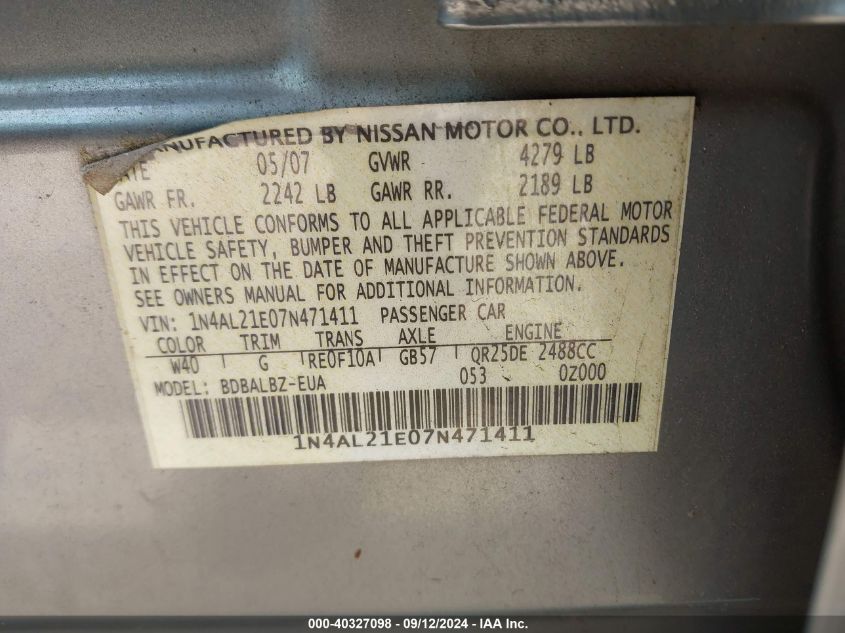 MANUFACTURED BY NISSAN MOTOR CO., LTD.
DATE 05/07 GVWR 4279 LB
GAWR FR. 2242 LB GAWR RR. 2189 LB
THIS VEHICLE CONFORMS TO ALL APPLICABLE FEDERAL MOTOR
VEHICLE SAFETY, BUMPER AND THEFT PREVENTION STANDARDS
IN EFFECT ON THE DATE OF MANUFACTURE SHOWN ABOVE.
SEE OWNERS MANUAL FOR ADDITIONAL INFORMATION.
VIN: 1N4AL21E07N471411 PASSENGER CAR
COLOR TRIM TRANS AXLE ENGINE
W40 G RE0F10A GB57 QR25DE 2488CC
MODEL: BDBALBZ-EUA 053 0Z000
1N4AL21E07N471411
000-40327098 - 09/12/2024 - IAA Inc.